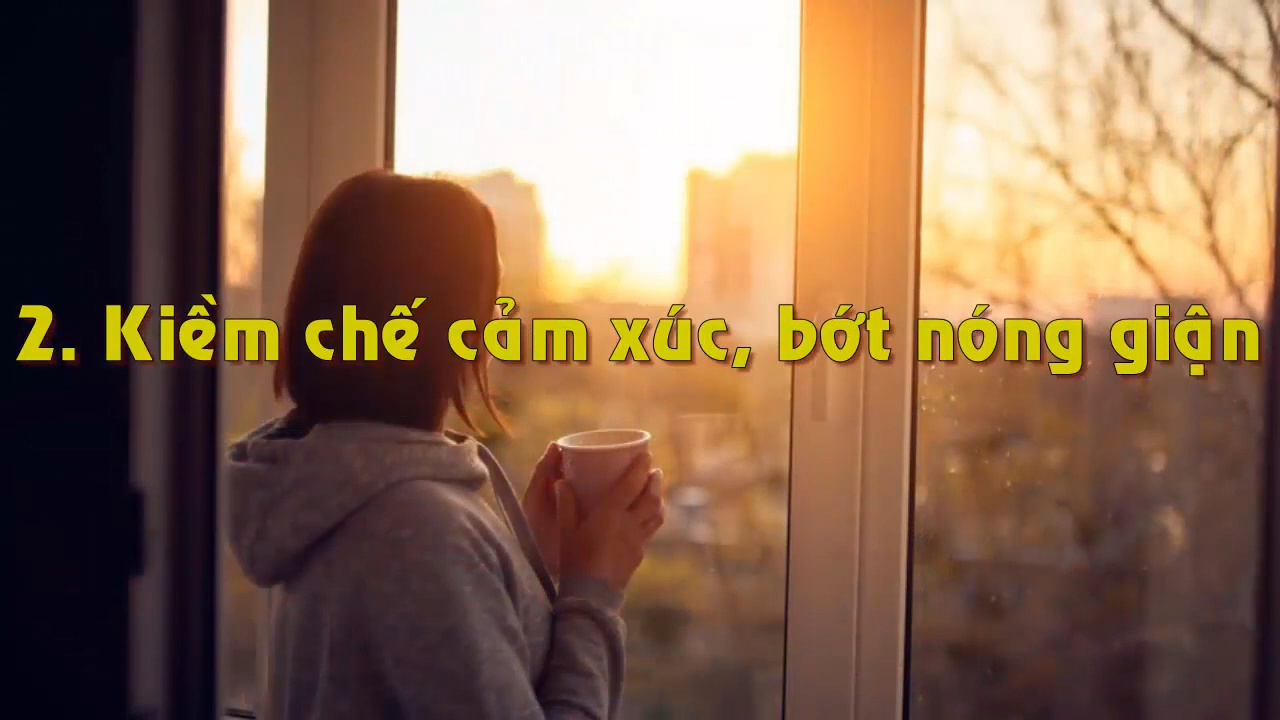 2. Kiềm chế cảm xúc, bớt nóng giận